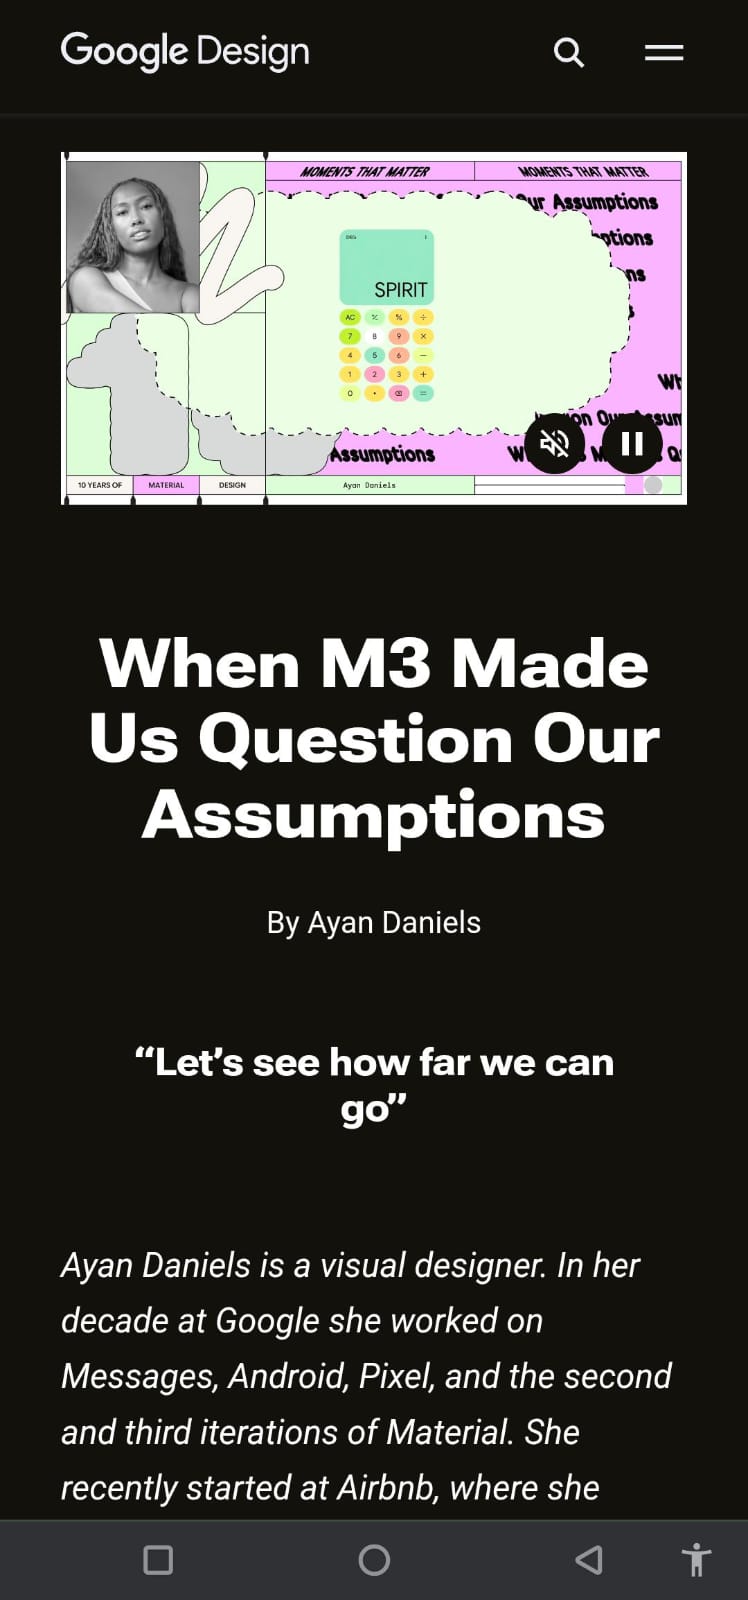 Google Design
MOMENTS THAT MATTER
MOMENTS THAT MATTER
Our Assumptions
SPIRIT
AC % ÷
7 8 9 ×
4 5 6 −
1 2 3 +
0 . =
Assumptions
10 YEARS OF
MATERIAL
DESIGN
Ayan Daniels
When M3 Made
Us Question Our
Assumptions
By Ayan Daniels
“Let’s see how far we can
go”
Ayan Daniels is a visual designer. In her
decade at Google she worked on
Messages, Android, Pixel, and the second
and third iterations of Material. She
recently started at Airbnb, where she